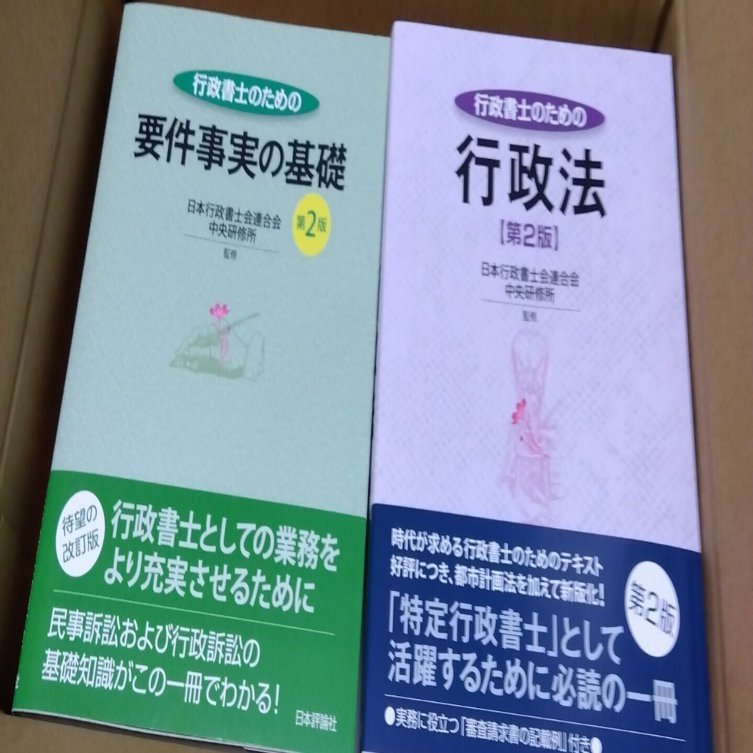 行政書士のための
要件事実の基礎
日本行政書士会連合会
中央研修所
監修
第2版
待望の
改訂版
行政書士としての業務を
より充実させるために
民事訴訟および行政訴訟の
基礎知識がこの一冊でわかる!
日本評論社
行政書士のための
行政法
[第2版]
日本行政書士会連合会
中央研修所
監修
時代が求める行政書士のためのテキスト
好評につき、都市計画法を加えて新版化!
第2版
「特定行政書士」として
活躍するために必読の一冊
●実務に役立つ「審査請求書の記載例」付き●